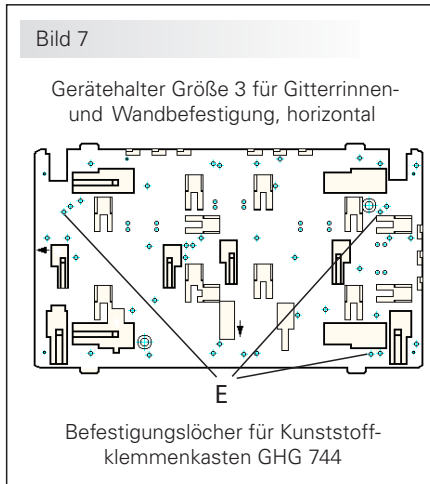 Bild 7
Gerätehalter Größe 3 für Gitterrinnen-
und Wandbefestigung, horizontal
E
Befestigungslöcher für Kunststoff-
klemmenkasten GHG 744